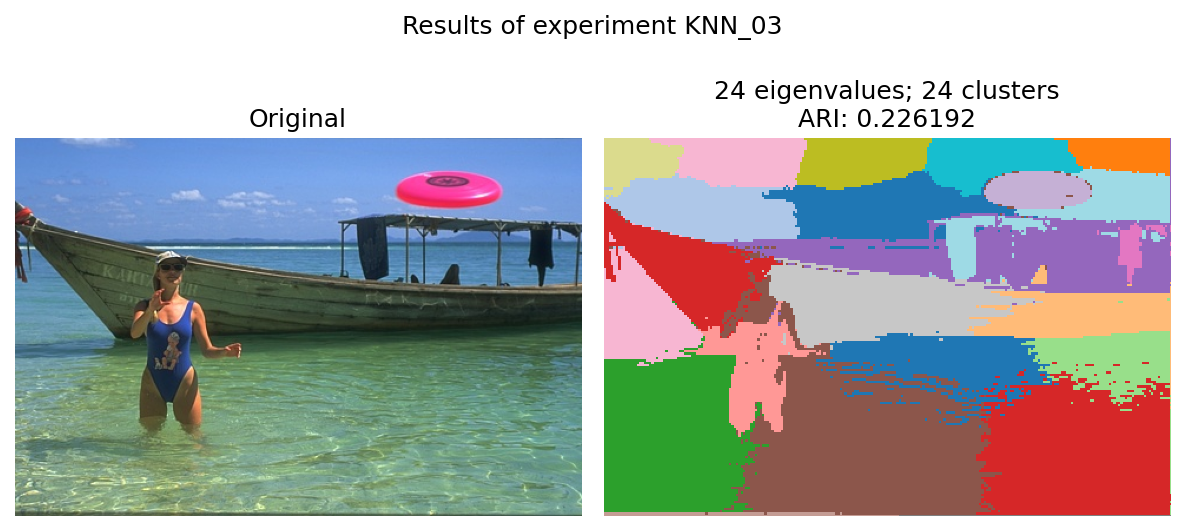 Results of experiment KNN_03
Original
24 eigenvalues; 24 clusters
ARI: 0.226192